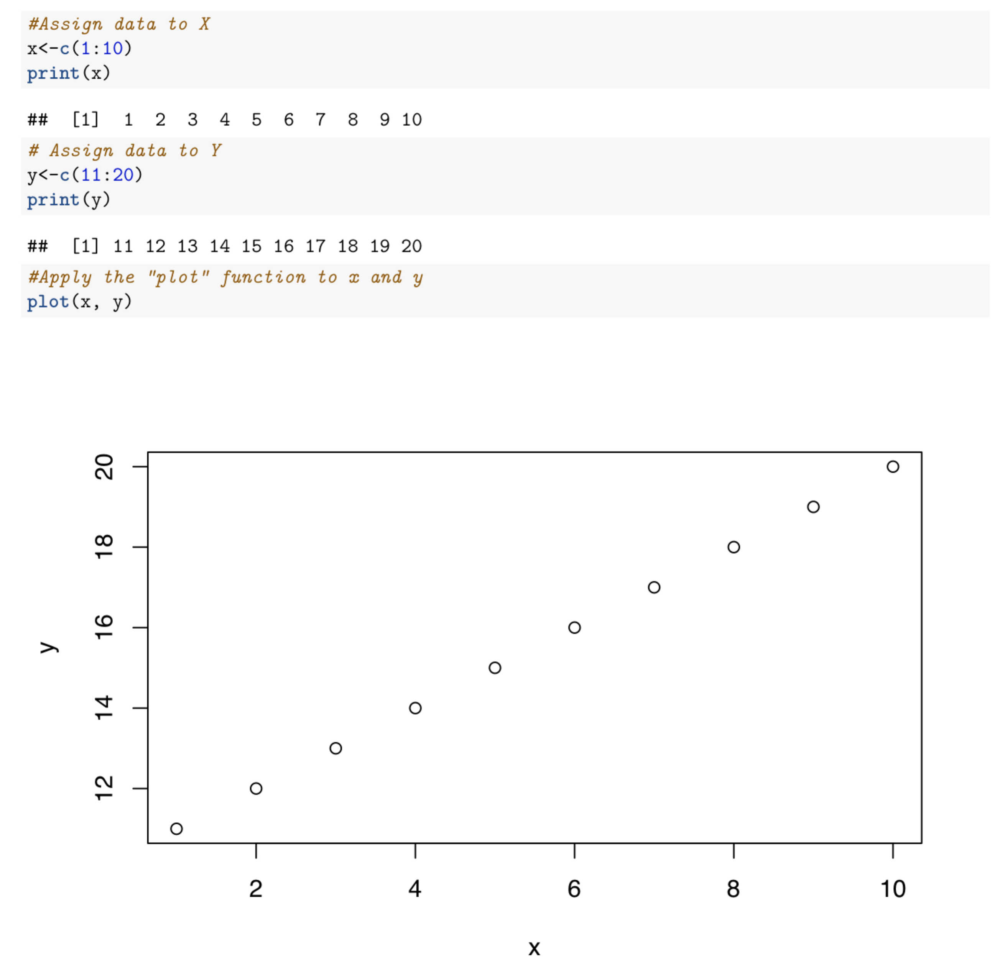 #Assign data to X
x<-c(1:10)
print(x)
##  [1]  1  2  3  4  5  6  7  8  9 10
# Assign data to Y
y<-c(11:20)
print(y)
##  [1] 11 12 13 14 15 16 17 18 19 20
#Apply the "plot" function to x and y
plot(x, y)
20
18
16
y
14
12
2 4 6 8 10
x